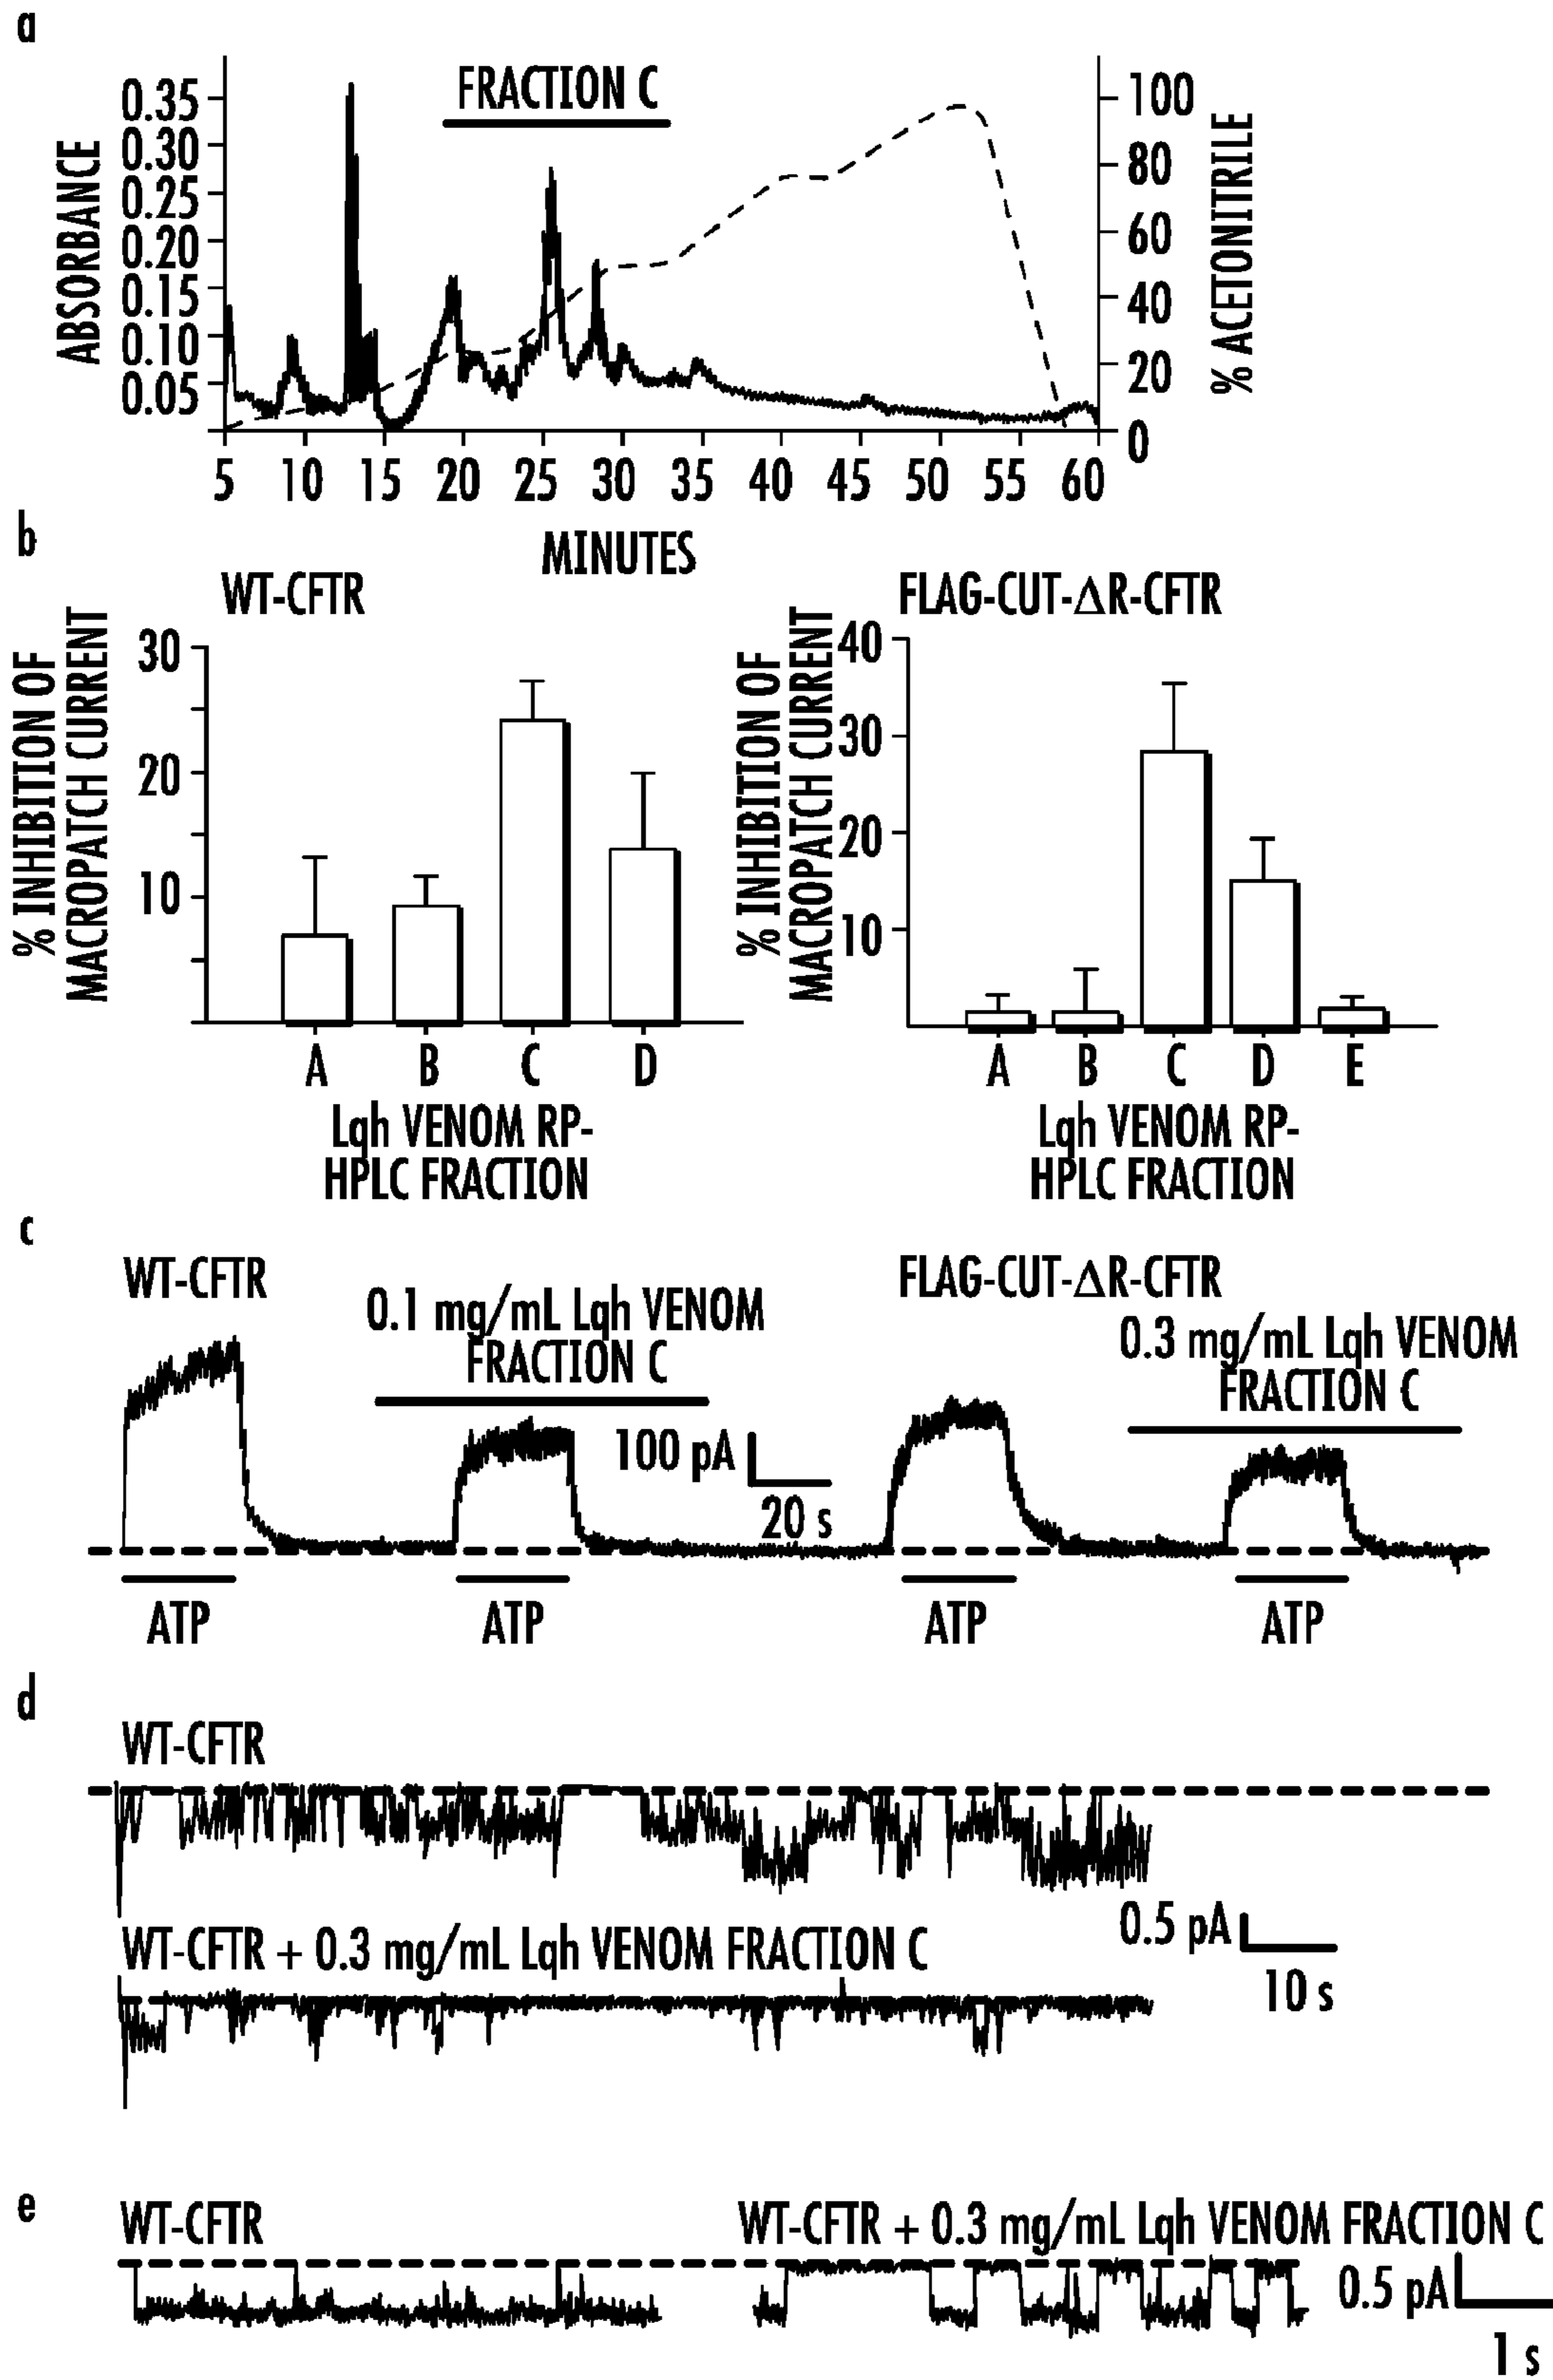 a
FRACTION C
ABSORBANCE
0.35
0.30
0.25
0.20
0.15
0.10
0.05
100
80
60
40
20
0
% ACETONITRILE
5 10 15 20 25 30 35 40 45 50 55 60
MINUTES
b
WT-CFTR
% INHIBITION OF
MACROPATCH CURRENT
30
20
10
A B C D
Lqh VENOM RP-
HPLC FRACTION
FLAG-CUT-ΔR-CFTR
% INHIBITION OF
MACROPATCH CURRENT
40
30
20
10
A B C D E
Lqh VENOM RP-
HPLC FRACTION
c
WT-CFTR
0.1 mg/mL Lqh VENOM
FRACTION C
100 pA
20 s
FLAG-CUT-ΔR-CFTR
0.3 mg/mL Lqh VENOM
FRACTION C
ATP ATP ATP ATP
d
WT-CFTR
0.5 pA
10 s
WT-CFTR + 0.3 mg/mL Lqh VENOM FRACTION C
e
WT-CFTR
WT-CFTR + 0.3 mg/mL Lqh VENOM FRACTION C
0.5 pA
1 s